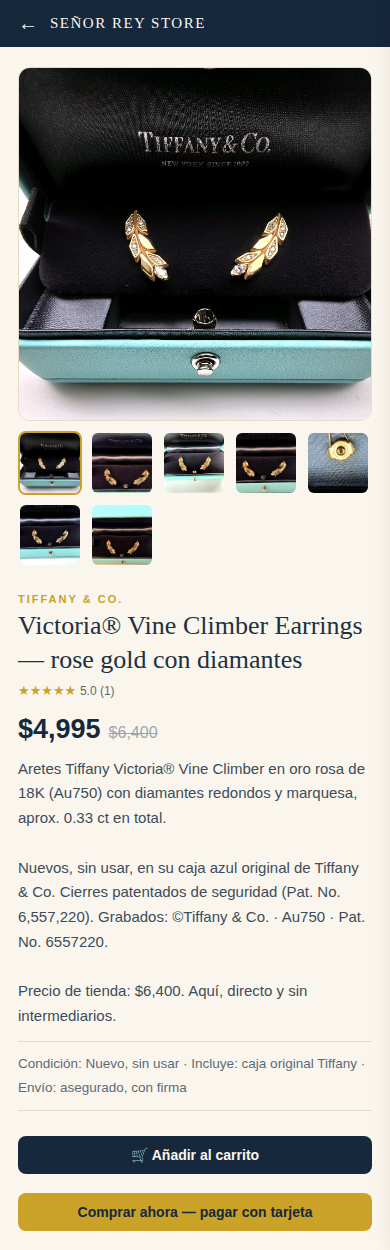 ← SEÑOR REY STORE
TIFFANY & CO.
NEW YORK SINCE 1837
TIFFANY & CO.
Victoria® Vine Climber Earrings
— rose gold con diamantes
★★★★★ 5.0 (1)
$4,995 $6,400
Aretes Tiffany Victoria® Vine Climber en oro rosa de
18K (Au750) con diamantes redondos y marquesa,
aprox. 0.33 ct en total.
Nuevos, sin usar, en su caja azul original de Tiffany
& Co. Cierres patentados de seguridad (Pat. No.
6,557,220). Grabados: ©Tiffany & Co. · Au750 · Pat.
No. 6557220.
Precio de tienda: $6,400. Aquí, directo y sin
intermediarios.
Condición: Nuevo, sin usar · Incluye: caja original Tiffany ·
Envío: asegurado, con firma
🛒 Añadir al carrito
Comprar ahora — pagar con tarjeta